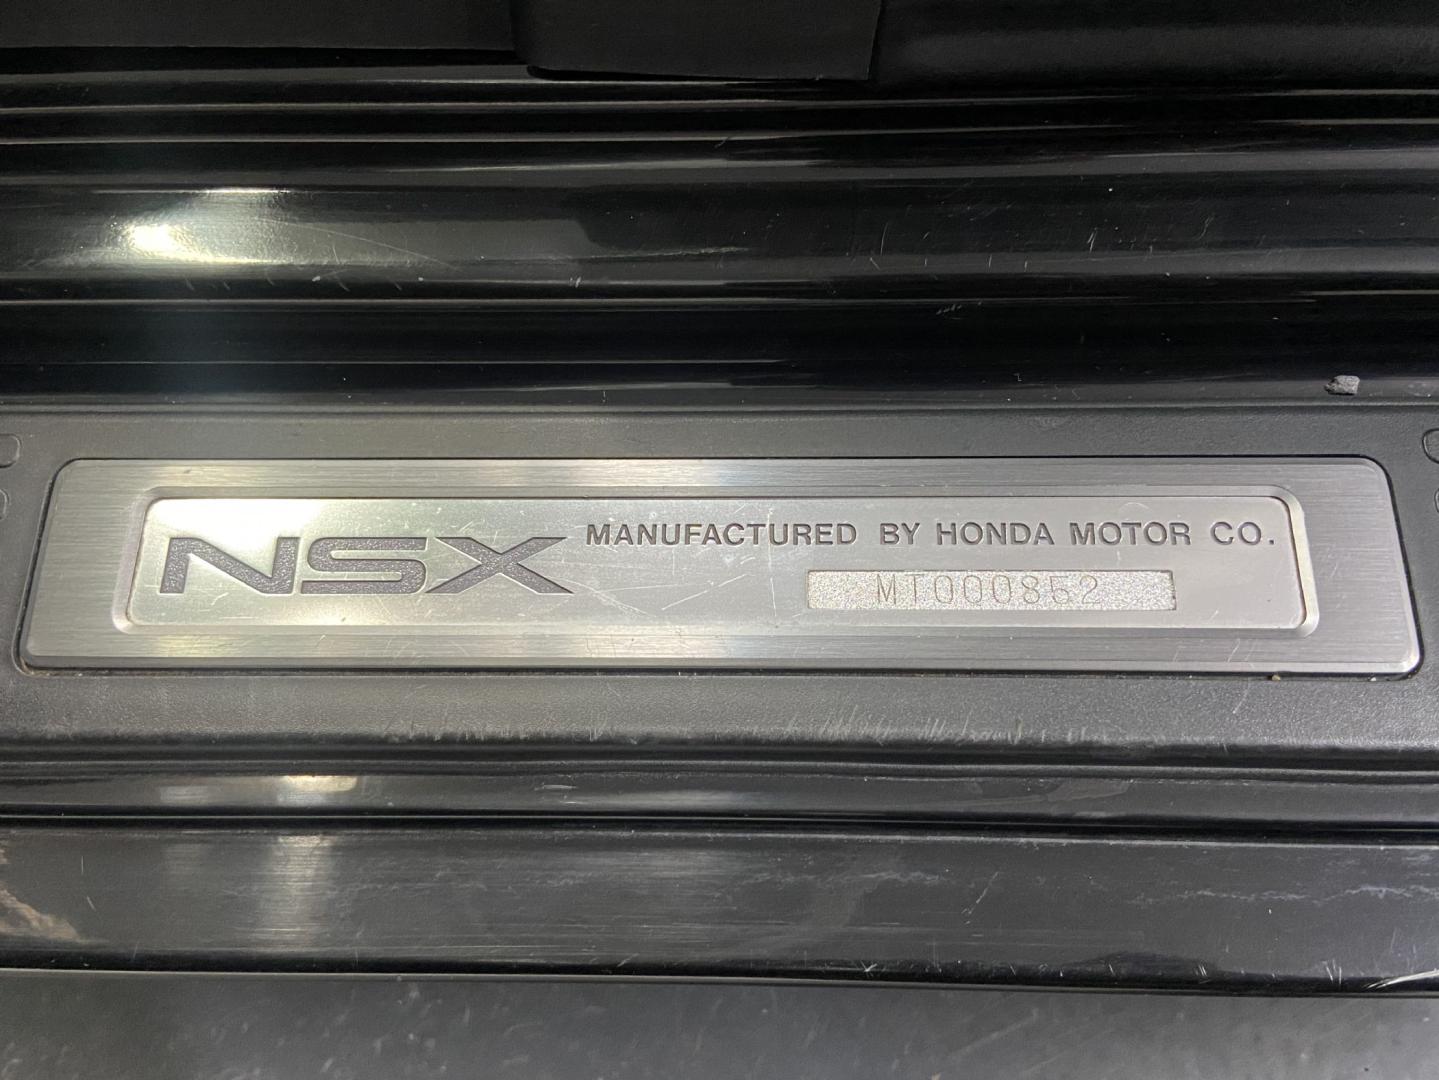 NSX
MANUFACTURED BY HONDA MOTOR CO.
MT000852